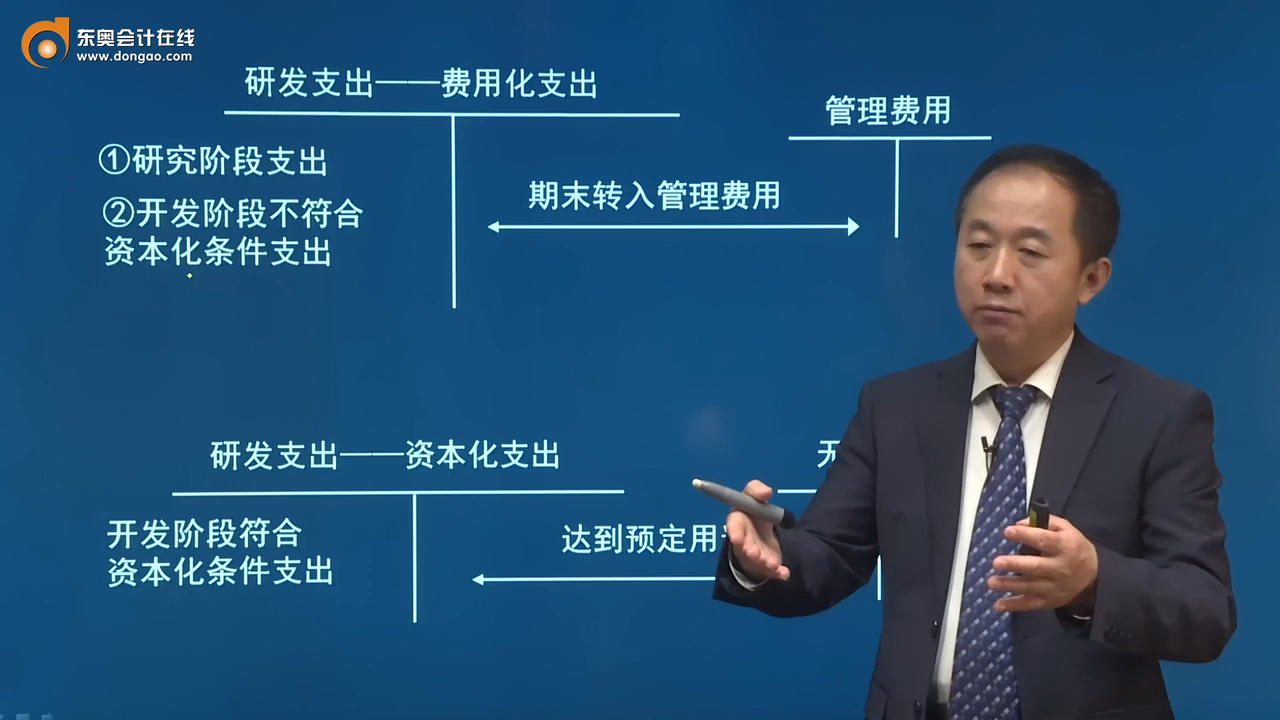 东奥会计在线
www.dongao.com
研发支出——费用化支出
管理费用
①研究阶段支出
期末转入管理费用
②开发阶段不符合
资本化条件支出
研发支出——资本化支出
无
开发阶段符合
达到预定用
资本化条件支出